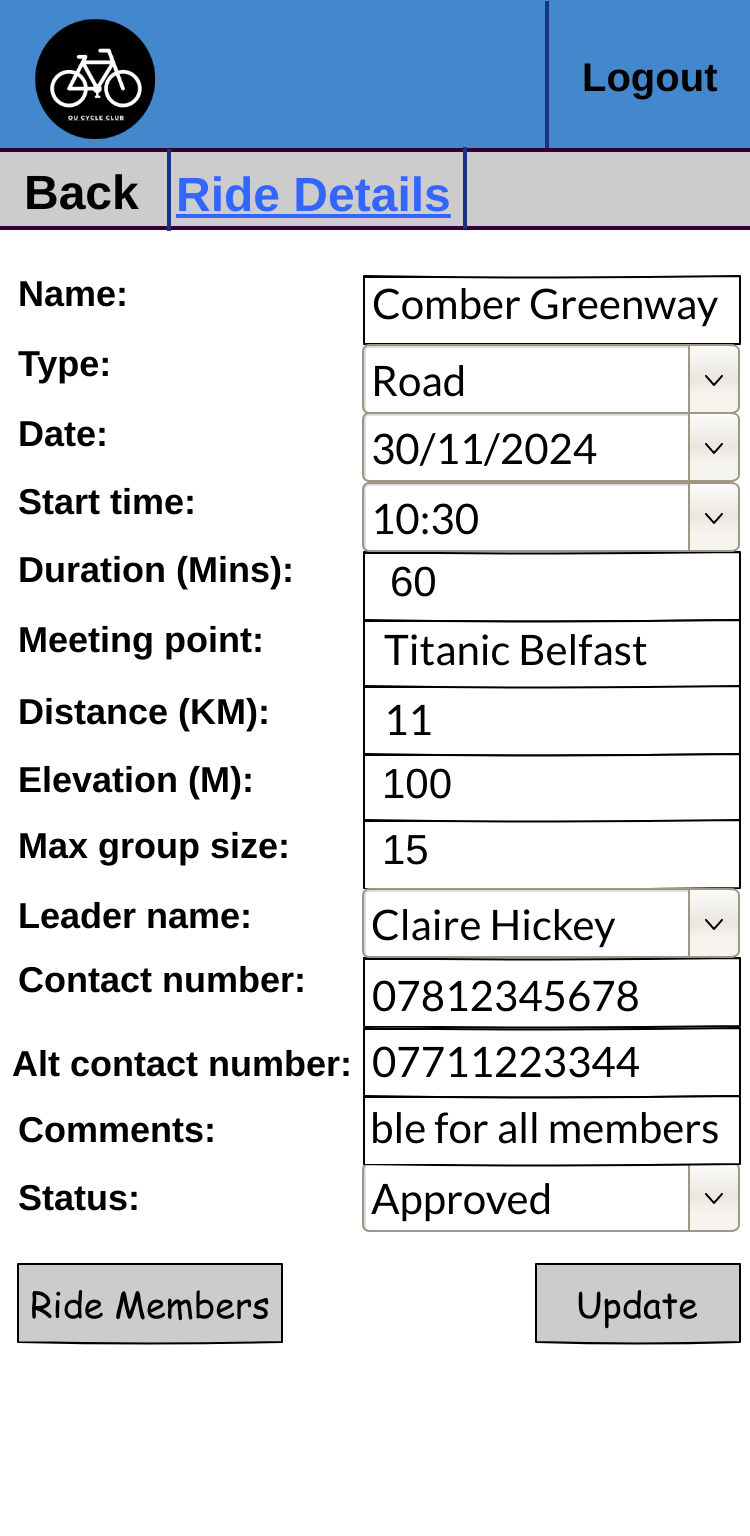 OU CYCLE CLUB
Logout
Back
Ride Details
Name: Comber Greenway
Type: Road
Date: 30/11/2024
Start time: 10:30
Duration (Mins): 60
Meeting point: Titanic Belfast
Distance (KM): 11
Elevation (M): 100
Max group size: 15
Leader name: Claire Hickey
Contact number: 07812345678
Alt contact number: 07711223344
Comments: ble for all members
Status: Approved
Ride Members
Update